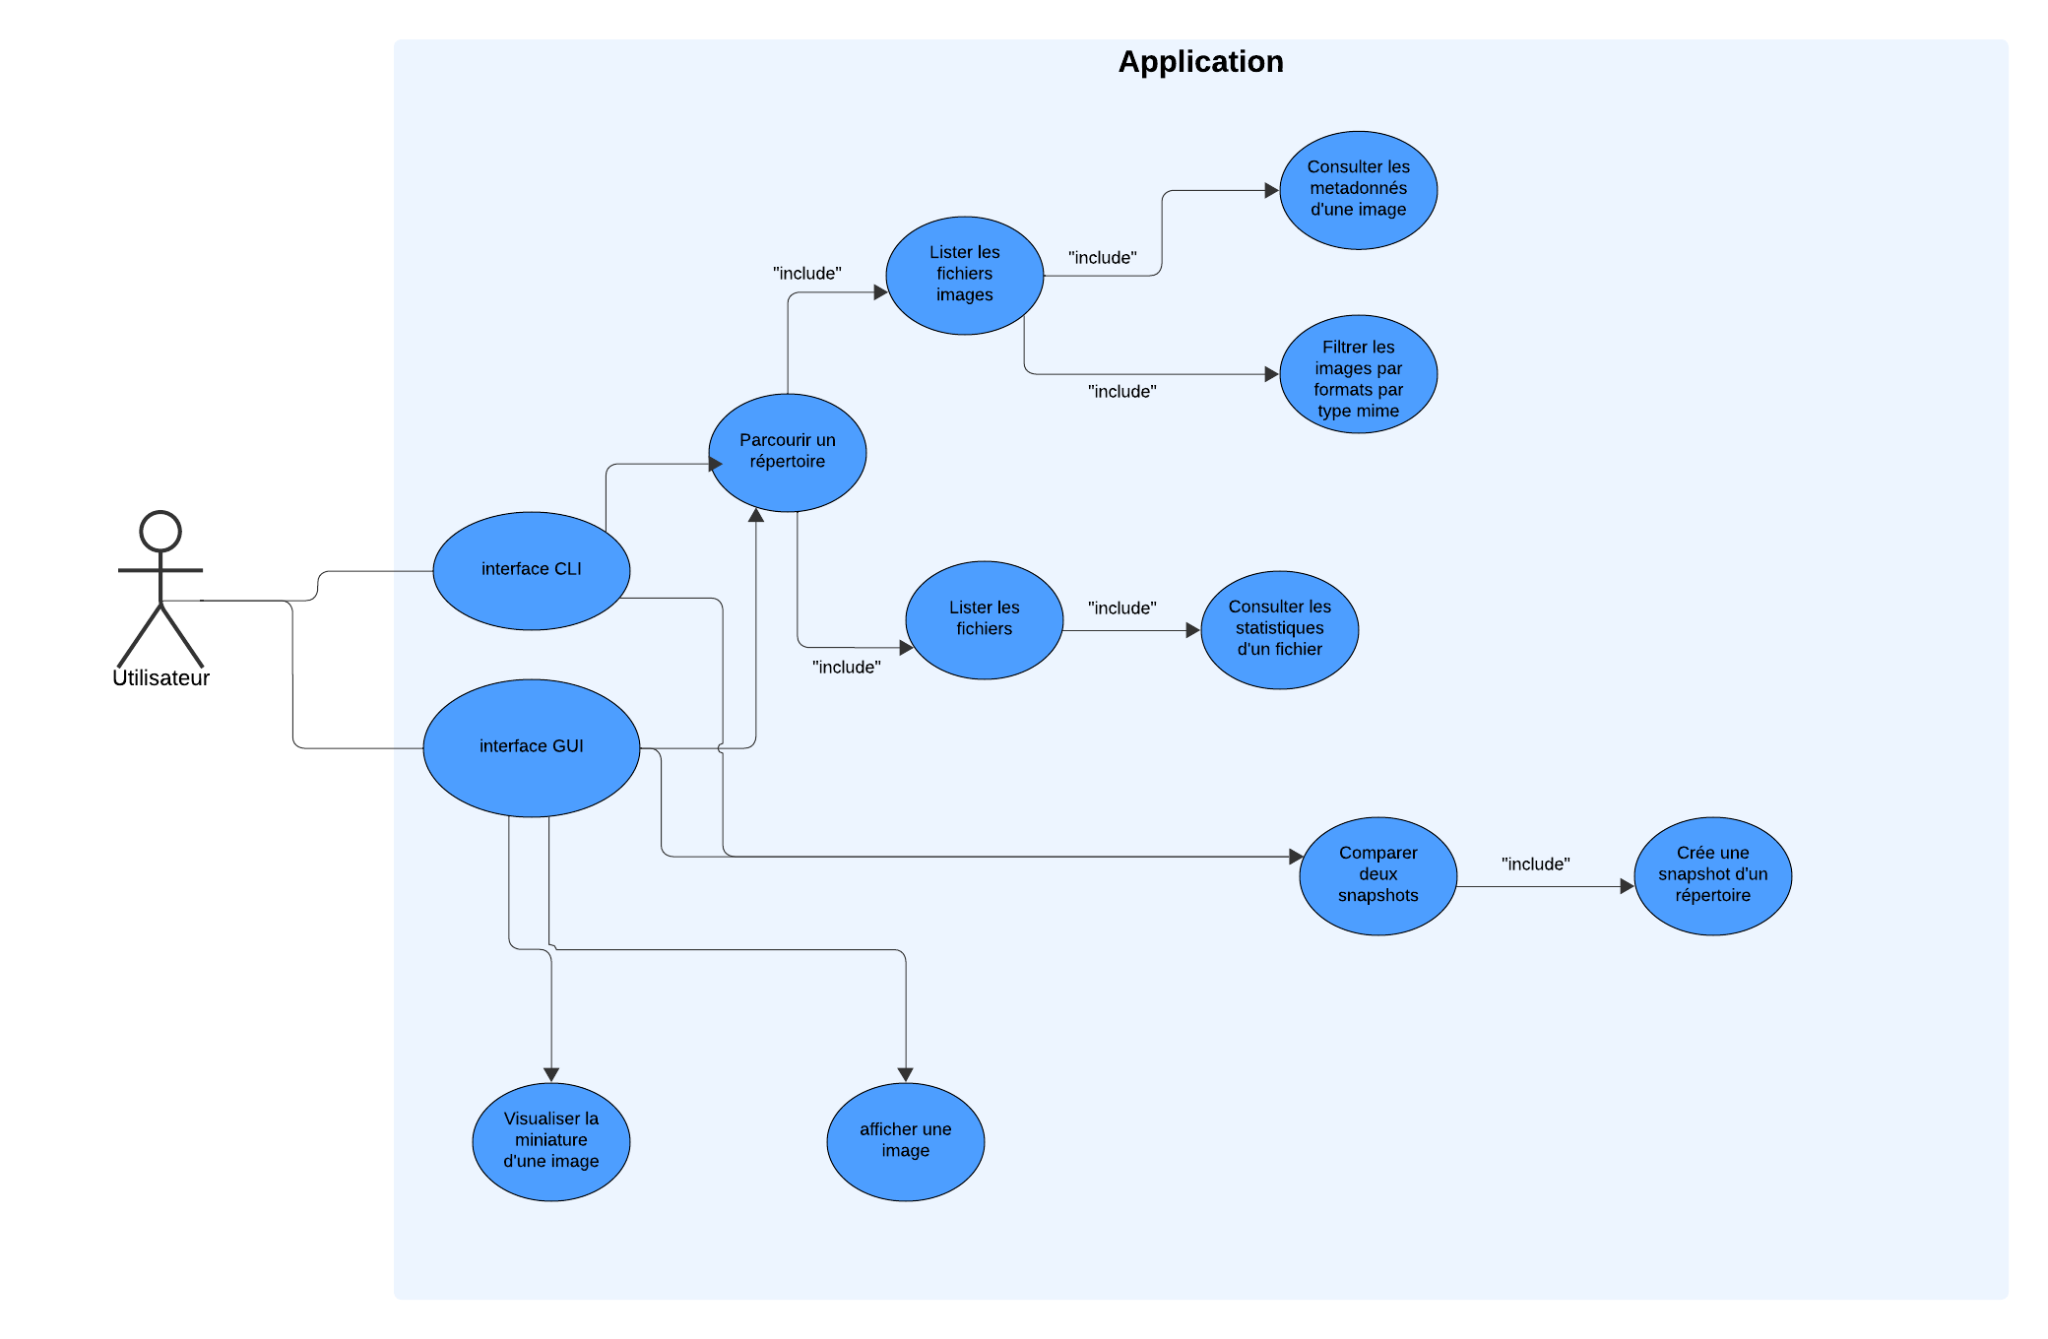 Application
Consulter les
metadonnés
d'une image
Lister les
fichiers
images
"include"
"include"
Filtrer les
images par
formats par
type mime
"include"
Parcourir un
répertoire
interface CLI
Lister les
fichiers
"include"
Consulter les
statistiques
d'un fichier
"include"
Utilisateur
interface GUI
Comparer
deux
snapshots
"include"
Crée une
snapshot d'un
répertoire
Visualiser la
miniature
d'une image
afficher une
image